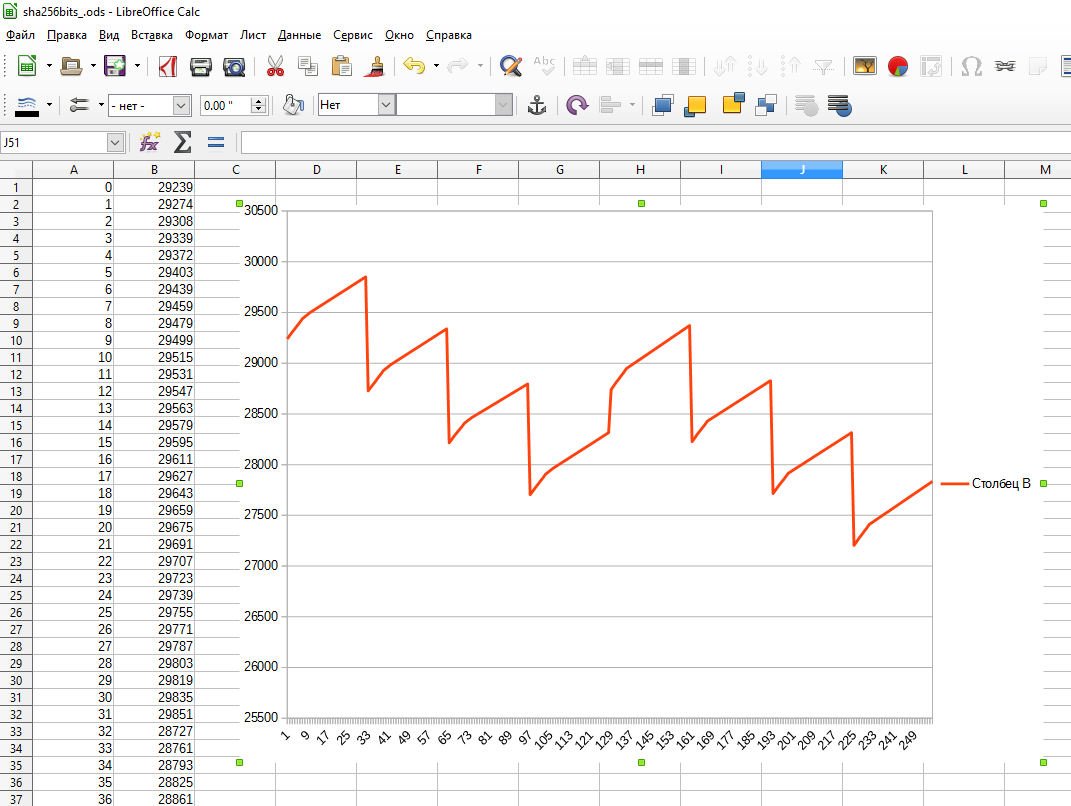 sha256bits_.ods - LibreOffice Calc
Файл Правка Вид Вставка Формат Лист Данные Сервис Окно Справка
Abc
- нет - 0.00 " Нет
J51
A B C D E F G H I J K L M
1 0 29239
2 1 29274
3 2 29308
4 3 29339
5 4 29372
6 5 29403
7 6 29439
8 7 29459
9 8 29479
10 9 29499
11 10 29515
12 11 29531
13 12 29547
14 13 29563
15 14 29579
16 15 29595
17 16 29611
18 17 29627
19 18 29643
20 19 29659
21 20 29675
22 21 29691
23 22 29707
24 23 29723
25 24 29739
26 25 29755
27 26 29771
28 27 29787
29 28 29803
30 29 29819
31 30 29835
32 31 29851
33 32 28727
34 33 28761
35 34 28793
36 35 28825
37 36 28861
30500
30000
29500
29000
28500
28000
27500
27000
26500
26000
25500
1 9 17 25 33 41 49 57 65 73 81 89 97 105 113 121 129 137 145 153 161 169 177 185 193 201 209 217 225 233 241 249
Столбец B